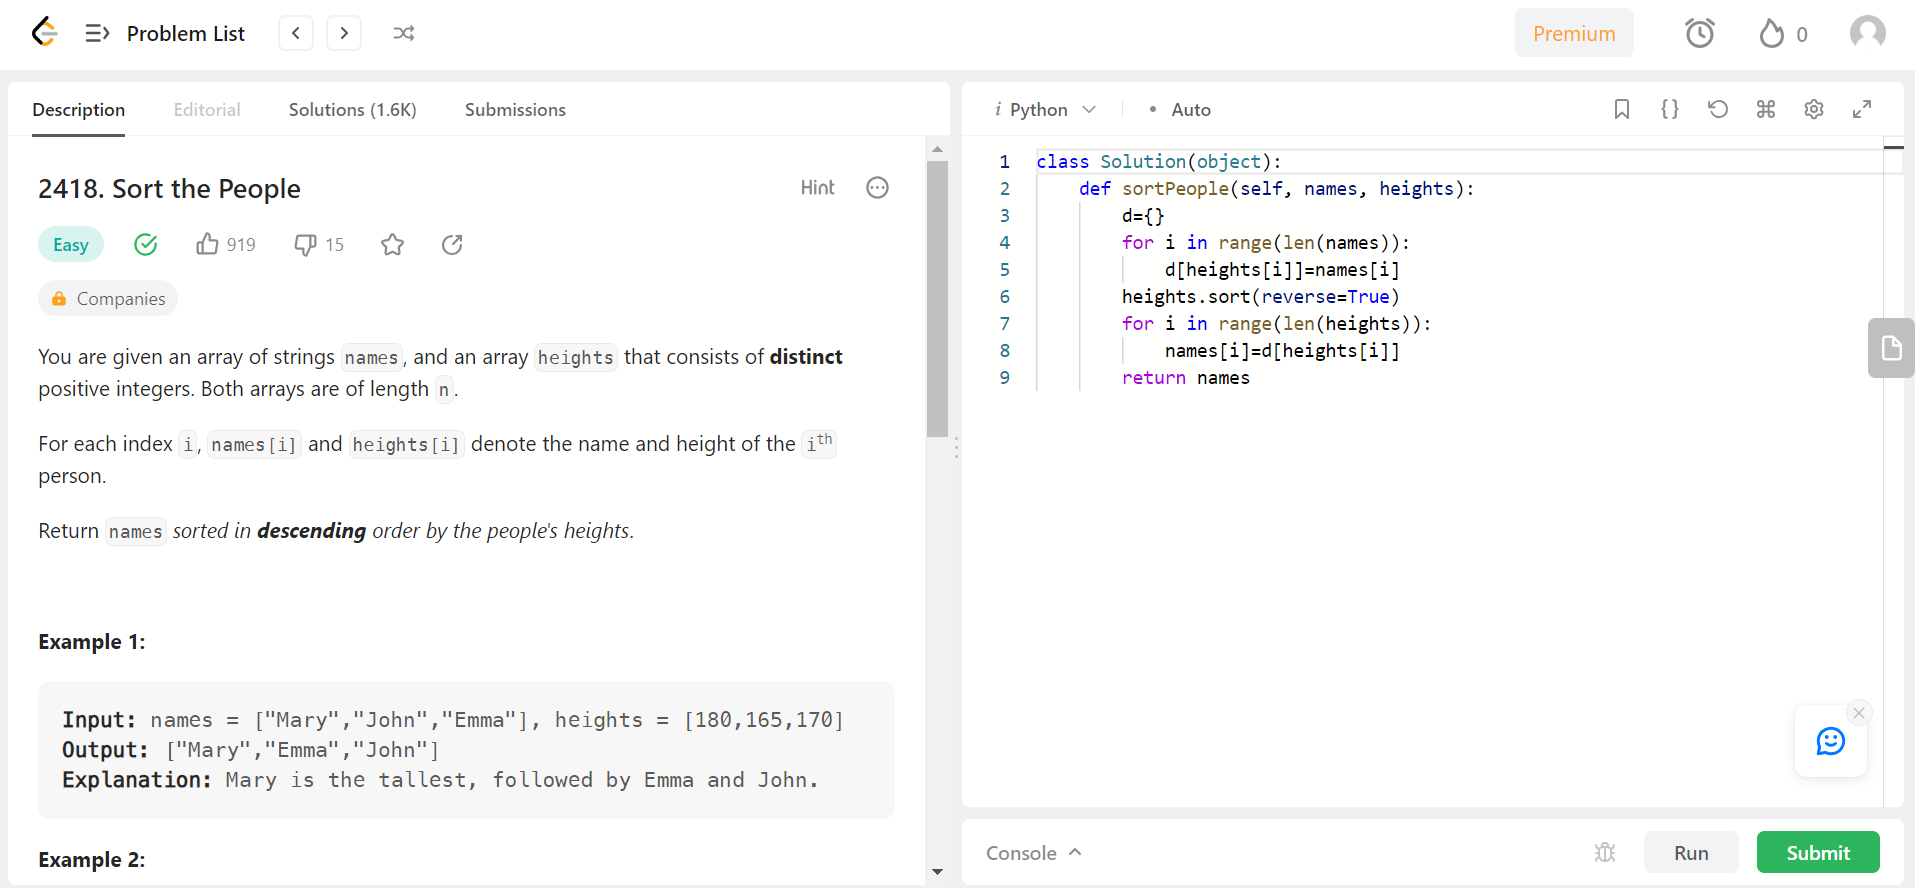 Problem List
Premium
0
Description Editorial Solutions (1.6K) Submissions
2418. Sort the People
Hint
Easy 919 15
Companies
You are given an array of strings names, and an array heights that consists of distinct
positive integers. Both arrays are of length n.
For each index i, names[i] and heights[i] denote the name and height of the ith
person.
Return names sorted in descending order by the people's heights.
Example 1:
Input: names = ["Mary","John","Emma"], heights = [180,165,170]
Output: ["Mary","Emma","John"]
Explanation: Mary is the tallest, followed by Emma and John.
Example 2:
i Python • Auto
{}
1 class Solution(object):
2     def sortPeople(self, names, heights):
3         d={}
4         for i in range(len(names)):
5             d[heights[i]]=names[i]
6         heights.sort(reverse=True)
7         for i in range(len(heights)):
8             names[i]=d[heights[i]]
9         return names
Console
Run
Submit